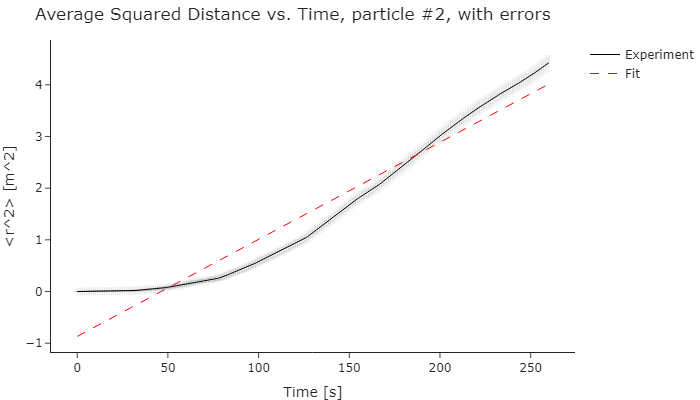 Average Squared Distance vs. Time, particle #2, with errors
Experiment
Fit
4
3
2
1
0
−1
<r^2> [m^2]
0 50 100 150 200 250
Time [s]